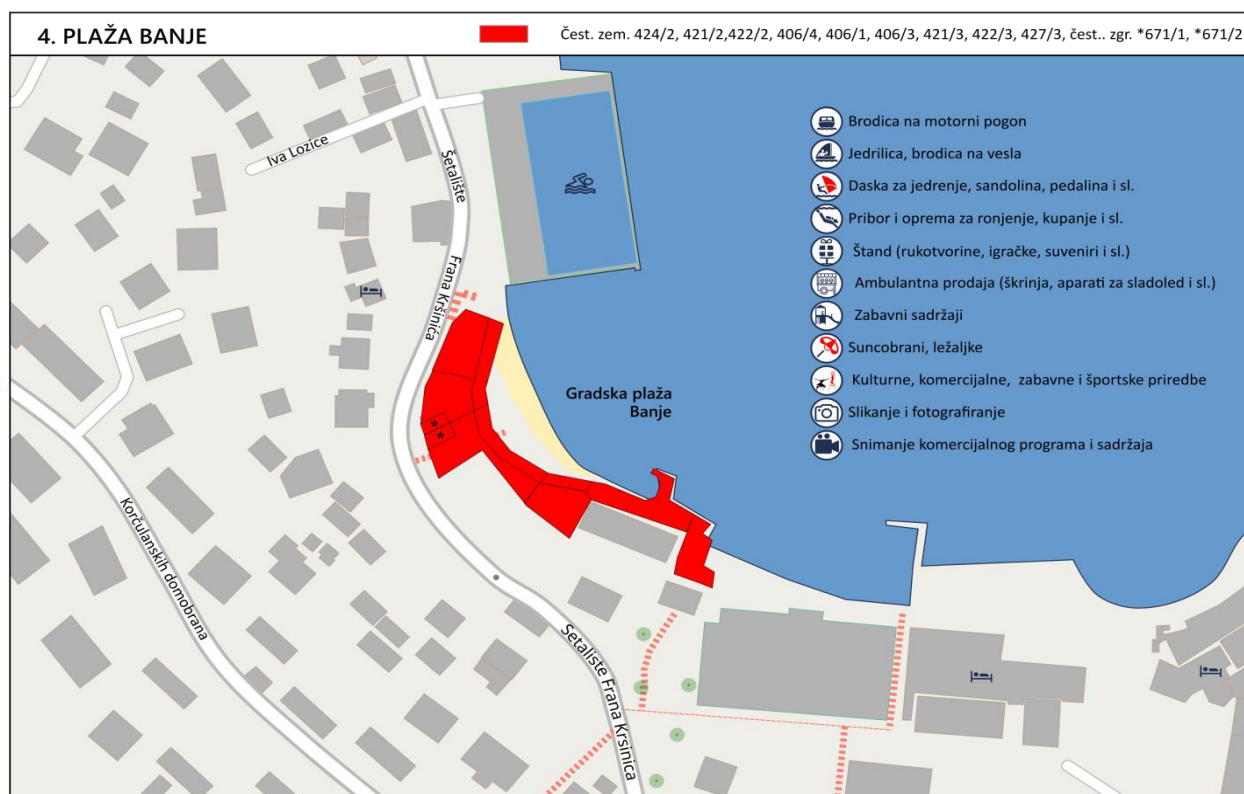 4. PLAŽA BANJE
Čest. zem. 424/2, 421/2,422/2, 406/4, 406/1, 406/3, 421/3, 422/3, 427/3, čest.. zgr. *671/1, *671/2
Brodica na motorni pogon
Jedrilica, brodica na vesla
Daska za jedrenje, sandolina, pedalina i sl.
Pribor i oprema za ronjenje, kupanje i sl.
Štand (rukotvorine, igračke, suveniri i sl.)
Ambulantna prodaja (škrinja, aparati za sladoled i sl.)
Zabavni sadržaji
Suncobrani, ležaljke
Kulturne, komercijalne, zabavne i športske priredbe
Slikanje i fotografiranje
Snimanje komercijalnog programa i sadržaja
Iva Lozice
Šetalište
Frana Kršinića
Gradska plaža
Banje
*
*
Korčulanskih domobrana
Setaliste Frana Krsinica